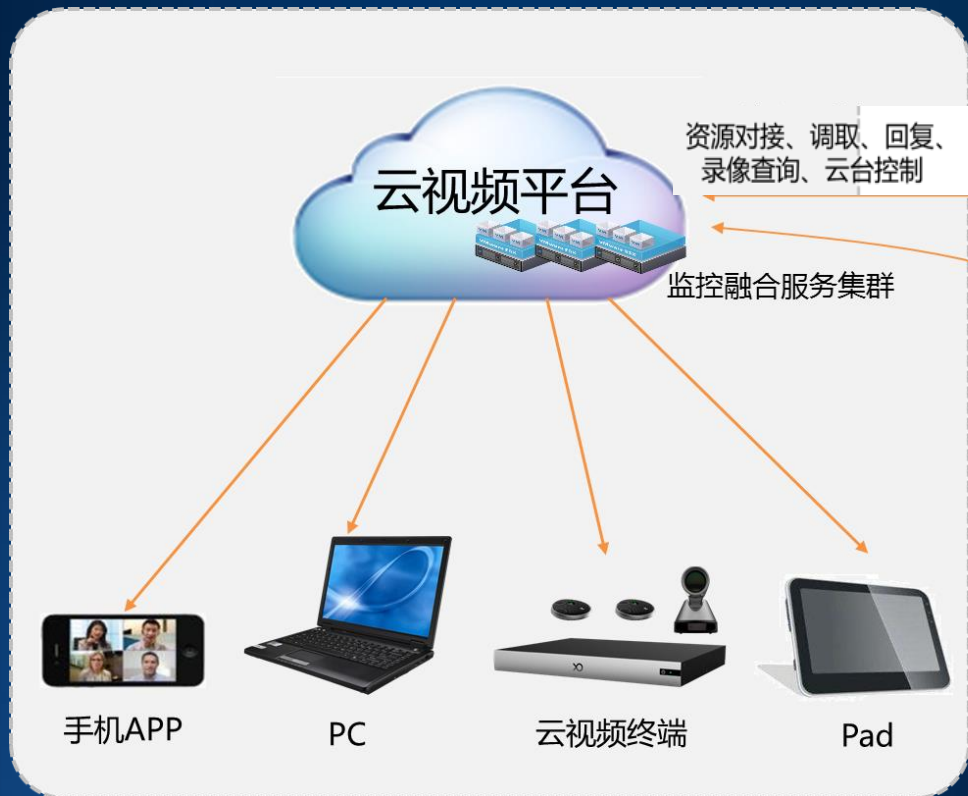 资源对接、调取、回复、
录像查询、云台控制
云视频平台
监控融合服务集群
手机APP
PC
云视频终端
Pad